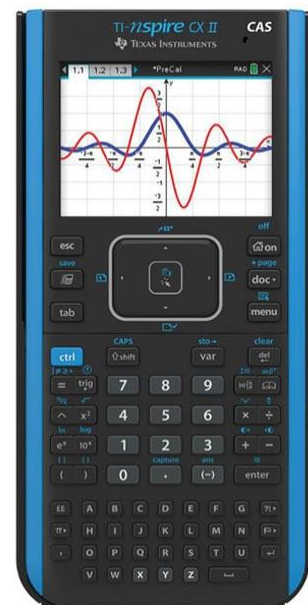 TI-nspire CX II CAS
TEXAS INSTRUMENTS
1.1 1.2 1.3 *PreCal RAD
y
off
esc on
save +page
doc
tab menu
CAPS sto→ clear
ctrl shift var del
= trig 7 8 9
^ x² 4 5 6 × ÷
ln log
eˣ 10ˣ 1 2 3 + −
capture ans ≈
( ) 0 . (−) enter
EE A B C D E F G ?!
π H I J K L M N
, O P Q R S T U
V W X Y Z